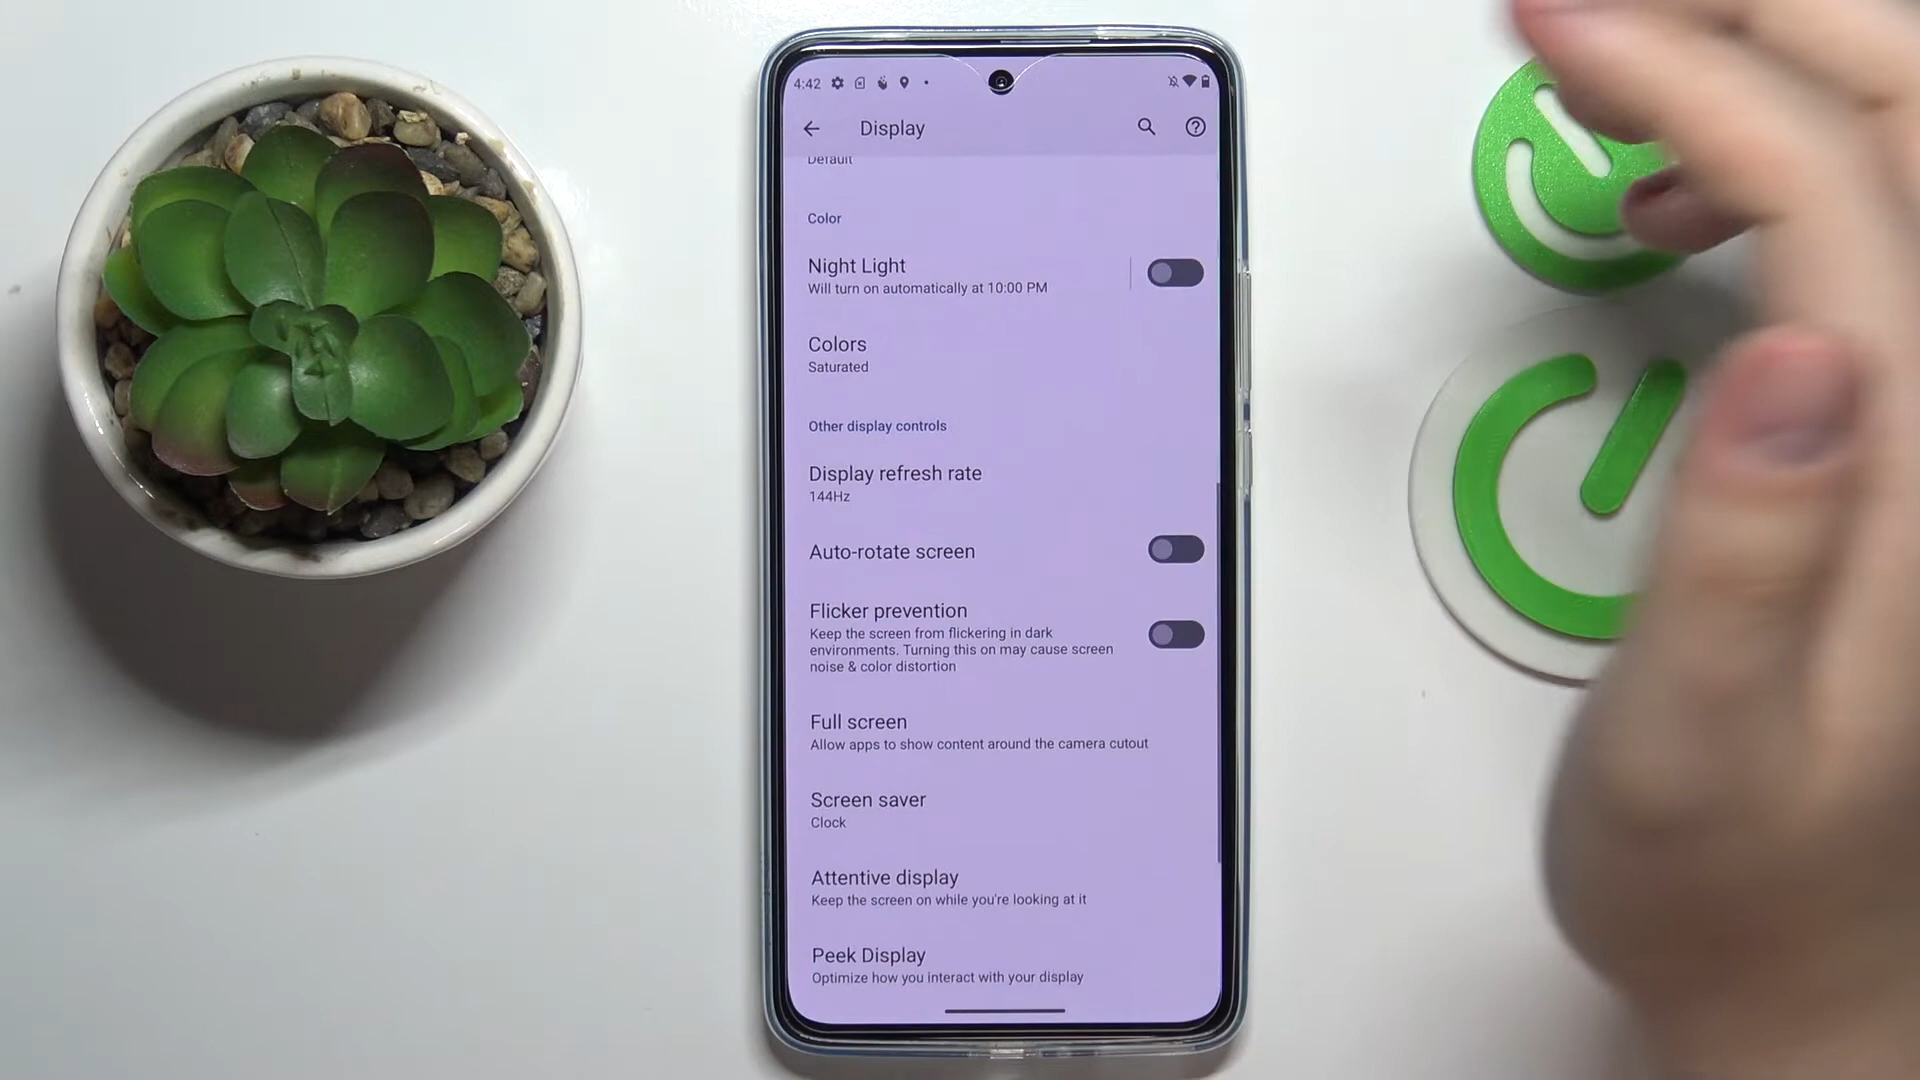 4:42
Display
Default
Color
Night Light
Will turn on automatically at 10:00 PM
Colors
Saturated
Other display controls
Display refresh rate
144Hz
Auto-rotate screen
Flicker prevention
Keep the screen from flickering in dark
environments. Turning this on may cause screen
noise & color distortion
Full screen
Allow apps to show content around the camera cutout
Screen saver
Clock
Attentive display
Keep the screen on while you're looking at it
Peek Display
Optimize how you interact with your display